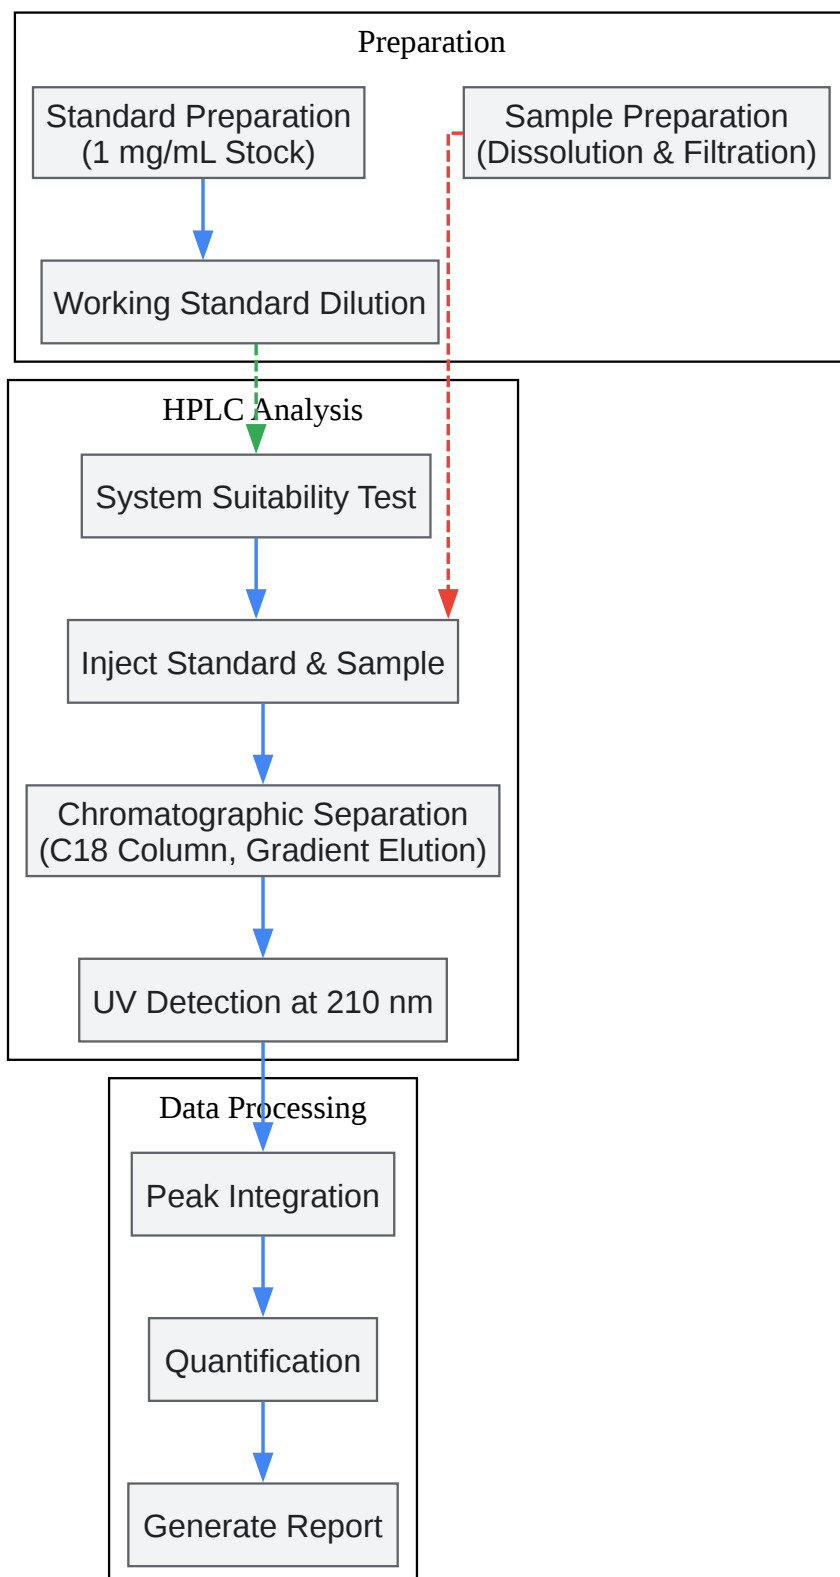 Preparation
Standard Preparation
(1 mg/mL Stock)
Sample Preparation
(Dissolution & Filtration)
Working Standard Dilution
HPLC Analysis
System Suitability Test
Inject Standard & Sample
Chromatographic Separation
(C18 Column, Gradient Elution)
UV Detection at 210 nm
Data Processing
Peak Integration
Quantification
Generate Report